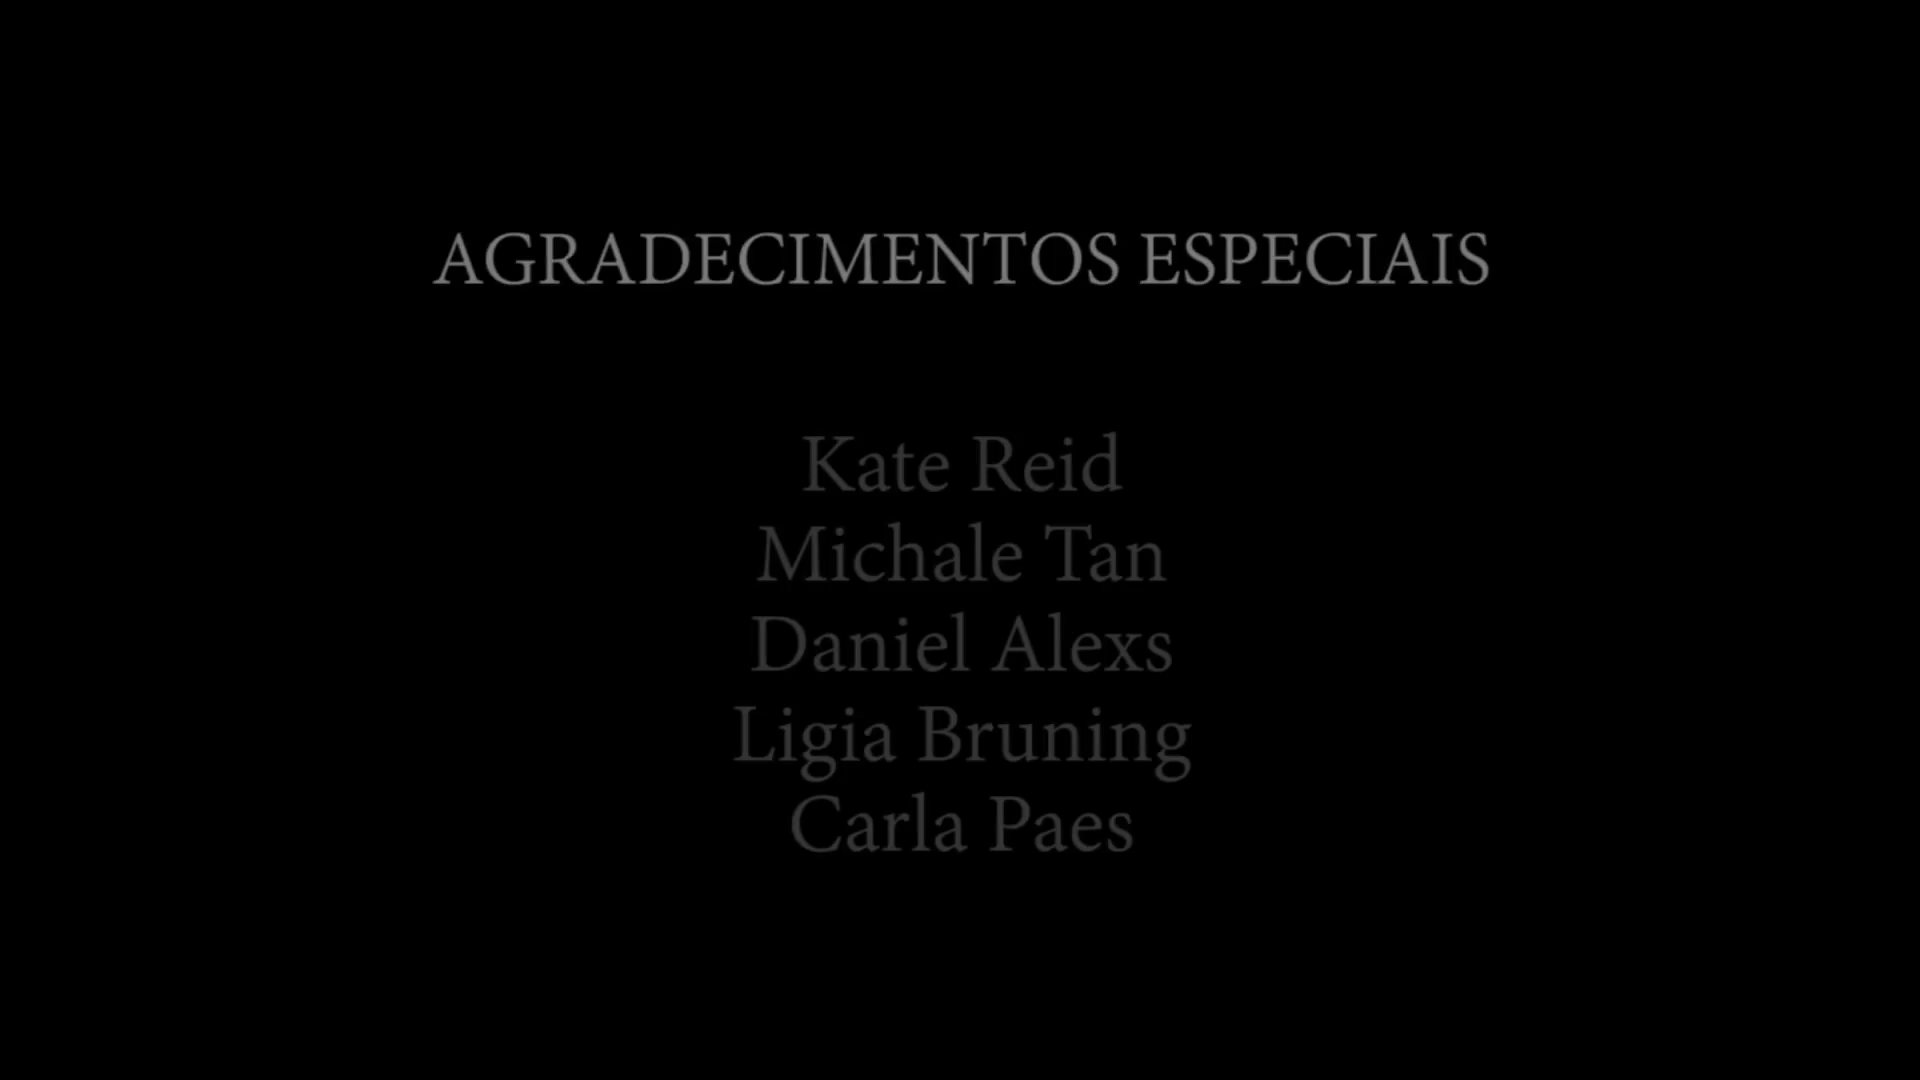 AGRADECIMENTOS ESPECIAIS
Kate Reid
Michale Tan
Daniel Alexs
Ligia Bruning
Carla Paes